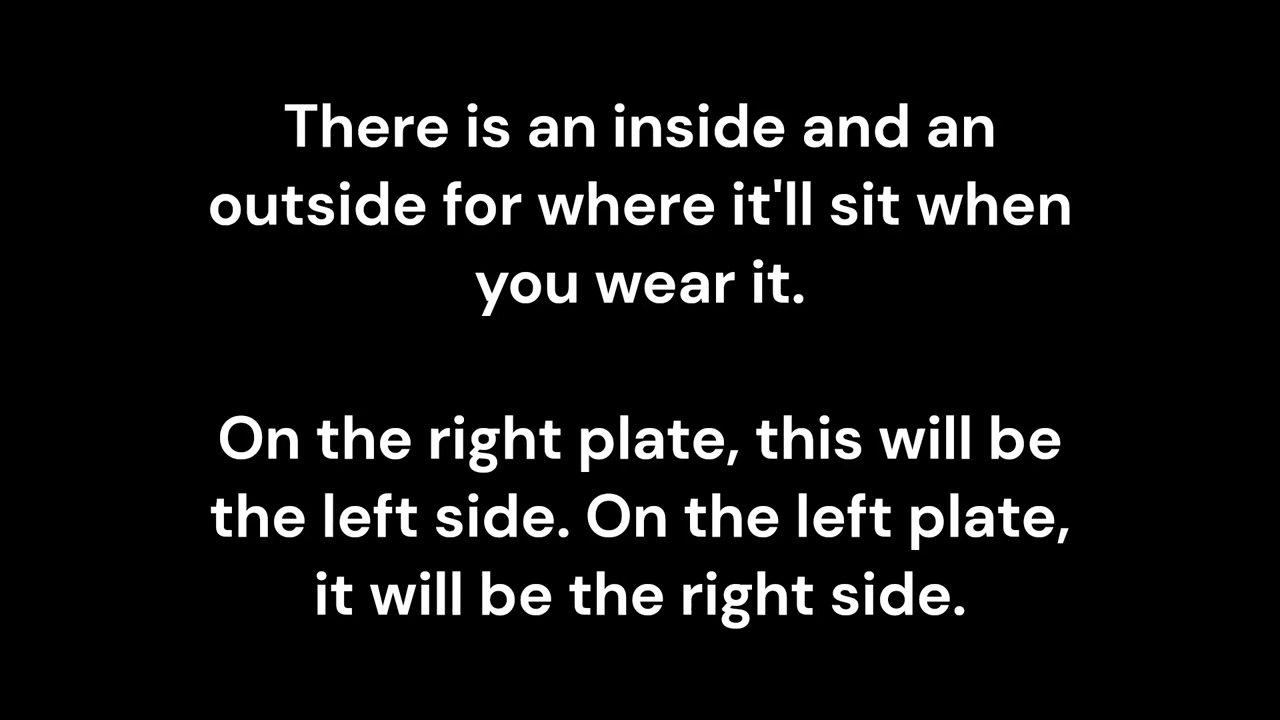 There is an inside and an
outside for where it'll sit when
you wear it.
On the right plate, this will be
the left side. On the left plate,
it will be the right side.